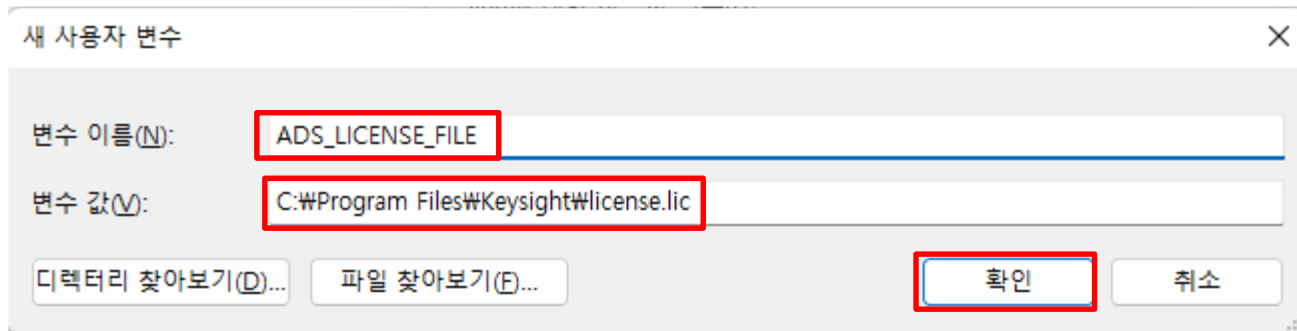 새 사용자 변수
변수 이름(N):
ADS_LICENSE_FILE
변수 값(V):
C:₩Program Files₩Keysight₩license.lic
디렉터리 찾아보기(D)...
파일 찾아보기(F)...
확인
취소